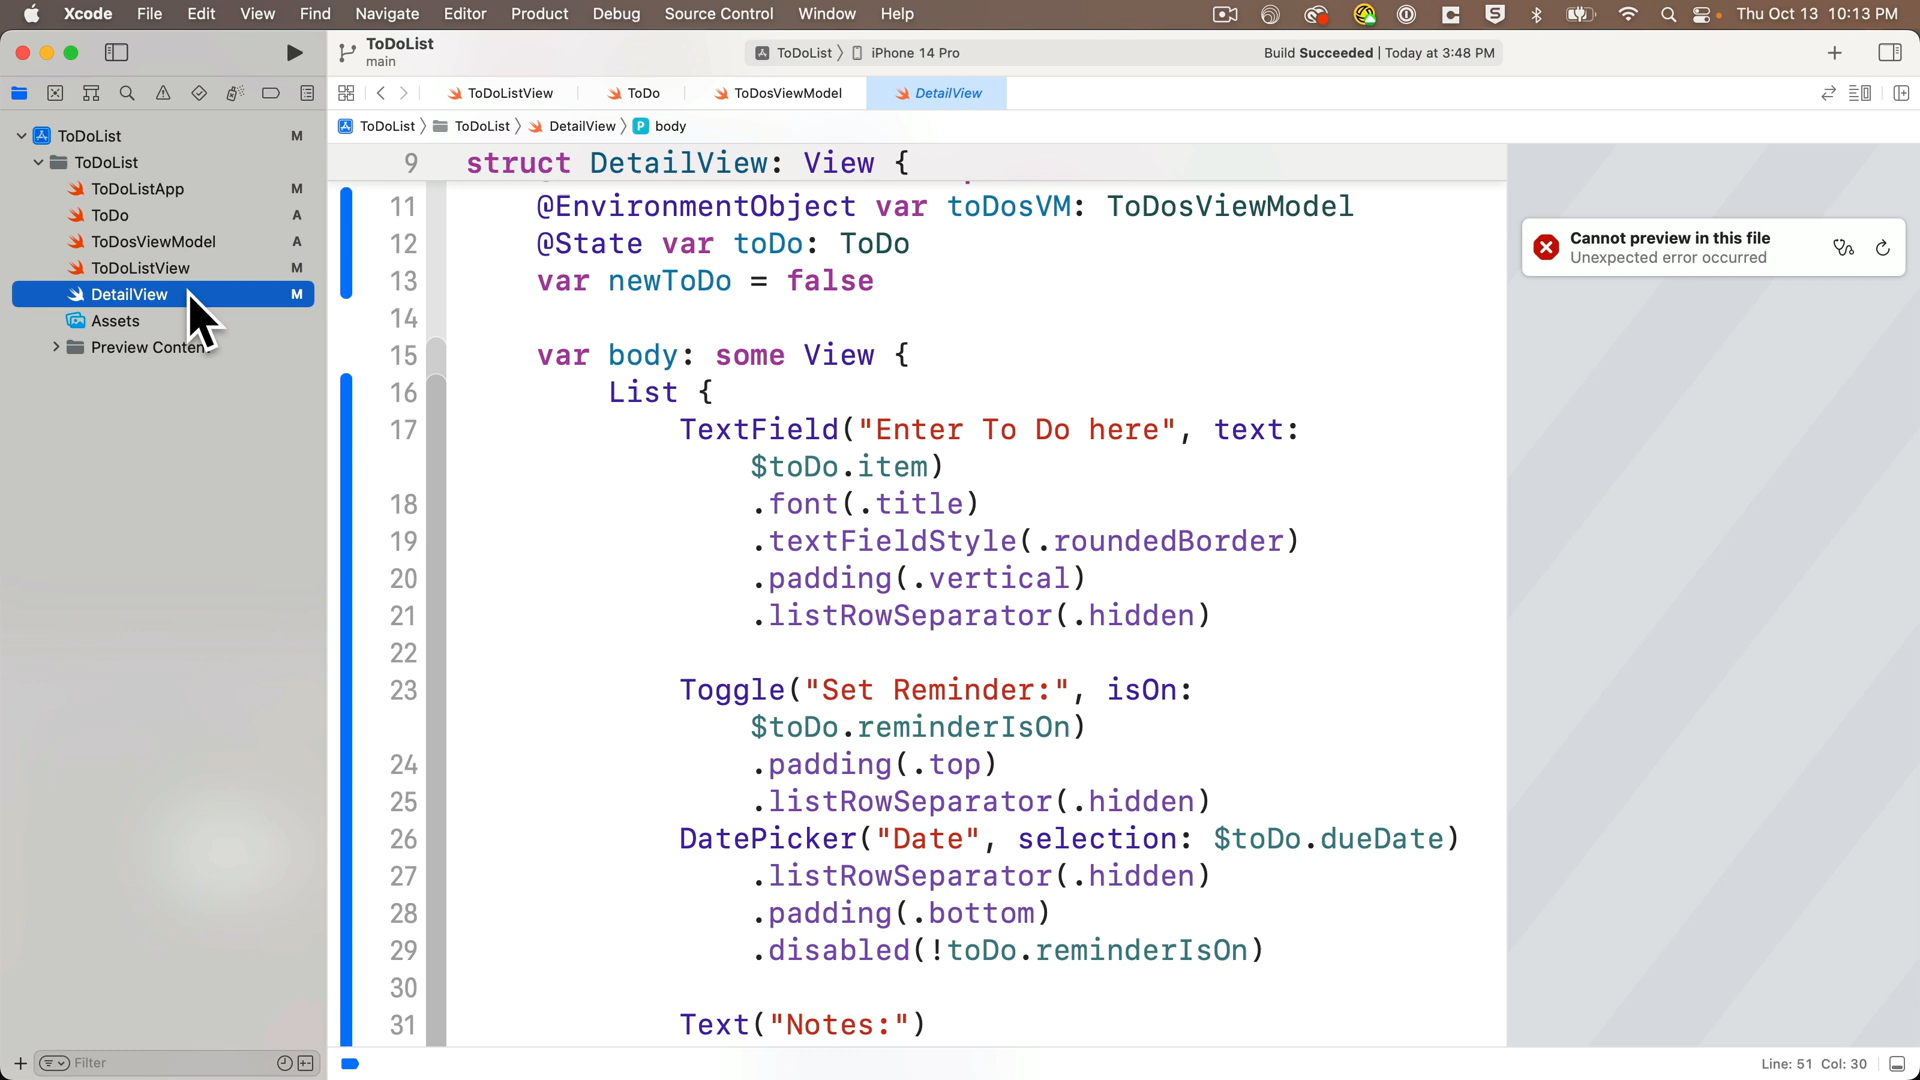 Xcode File Edit View Find Navigate Editor Product Debug Source Control Window Help Thu Oct 13 10:13 PM
ToDoList
main
ToDoList 〉 iPhone 14 Pro
Build Succeeded | Today at 3:48 PM
ToDoListView ToDo ToDosViewModel DetailView
ToDoList 〉 ToDoList 〉 DetailView 〉 P body
ToDoList M
ToDoList
ToDoListApp M
ToDo A
ToDosViewModel A
ToDoListView M
DetailView M
Assets
Preview Conten
9 struct DetailView: View {
11 @EnvironmentObject var toDosVM: ToDosViewModel
12 @State var toDo: ToDo
13 var newToDo = false
14
15 var body: some View {
16 List {
17 TextField("Enter To Do here", text:
$toDo.item)
18 .font(.title)
19 .textFieldStyle(.roundedBorder)
20 .padding(.vertical)
21 .listRowSeparator(.hidden)
22
23 Toggle("Set Reminder:", isOn:
$toDo.reminderIsOn)
24 .padding(.top)
25 .listRowSeparator(.hidden)
26 DatePicker("Date", selection: $toDo.dueDate)
27 .listRowSeparator(.hidden)
28 .padding(.bottom)
29 .disabled(!toDo.reminderIsOn)
30
31 Text("Notes:")
Cannot preview in this file
Unexpected error occurred
Filter
Line: 51 Col: 30